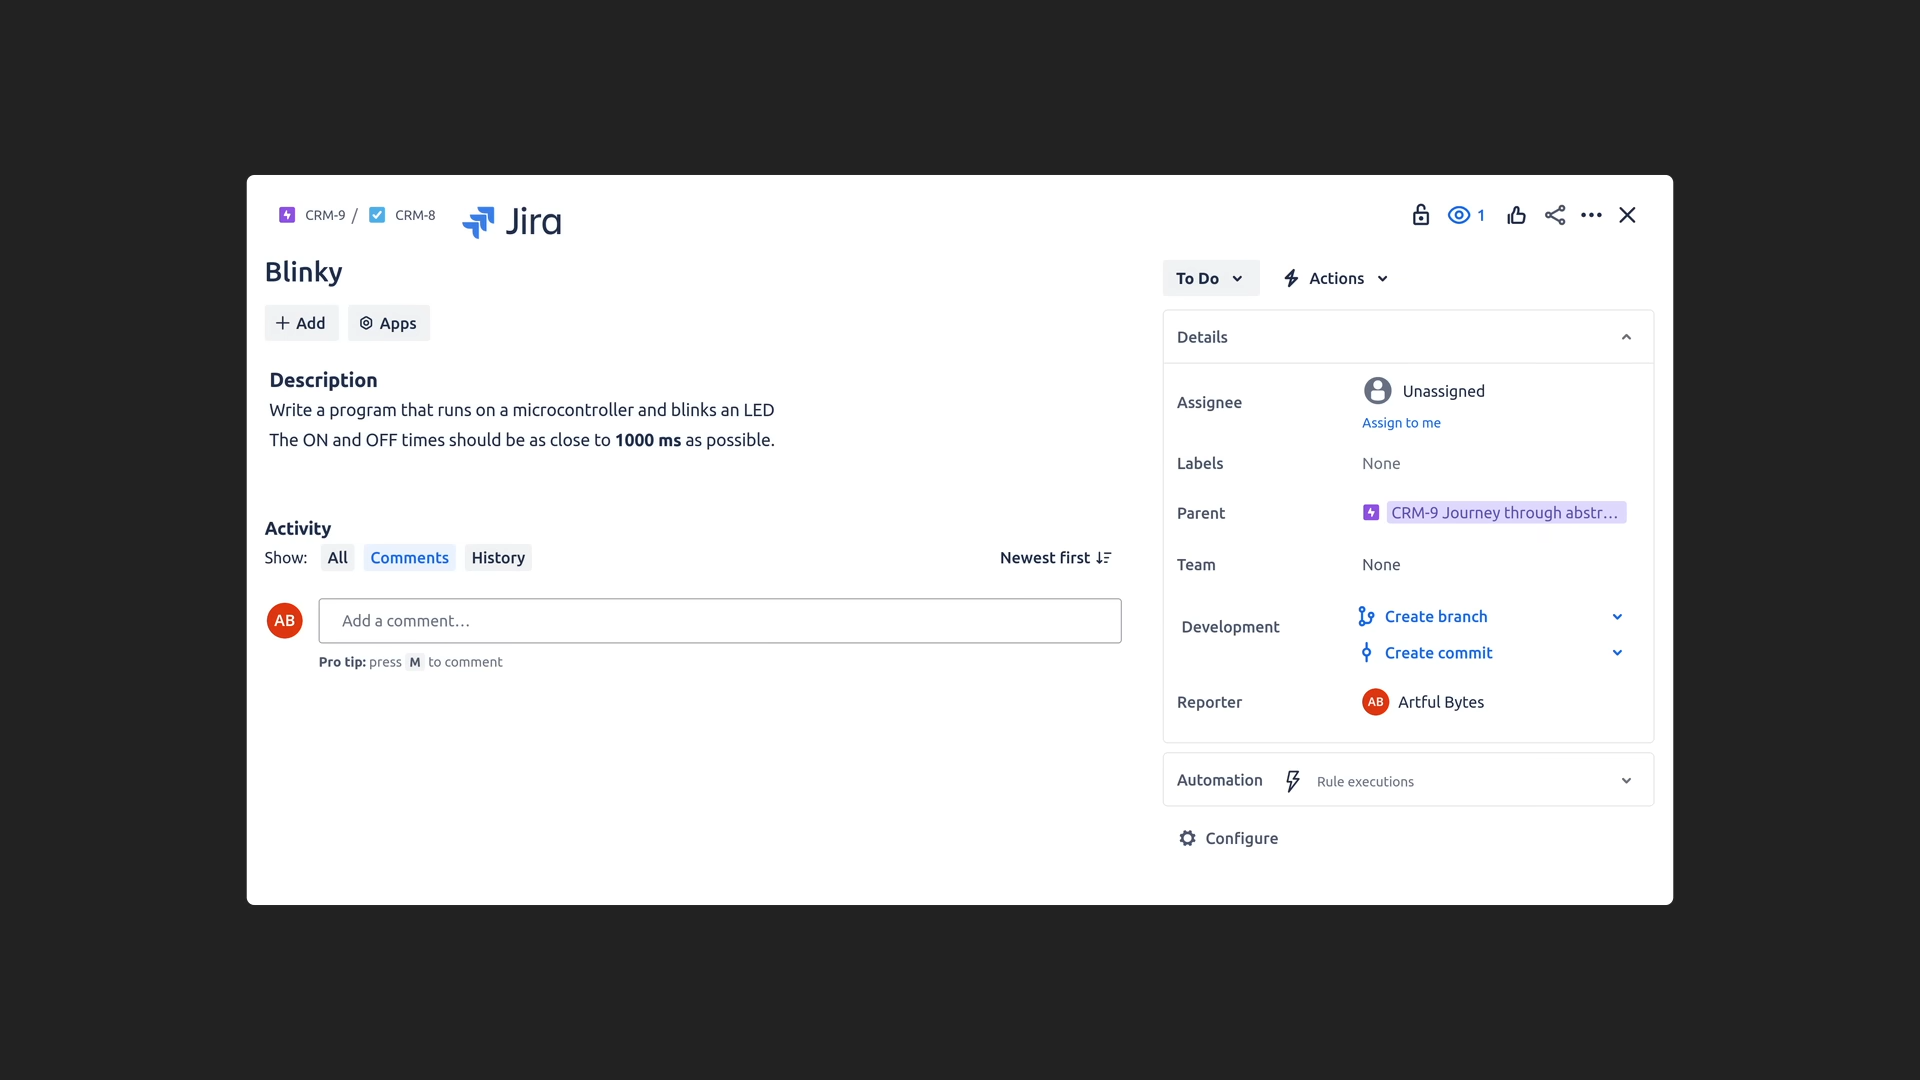 CRM-9 / CRM-8 Jira
1
Blinky
Add Apps
Description
Write a program that runs on a microcontroller and blinks an LED
The ON and OFF times should be as close to 1000 ms as possible.
Activity
Show: All Comments History Newest first
AB Add a comment...
Pro tip: press M to comment
To Do Actions
Details
Assignee Unassigned
Assign to me
Labels None
Parent CRM-9 Journey through abstr...
Team None
Development Create branch
Create commit
Reporter AB Artful Bytes
Automation Rule executions
Configure